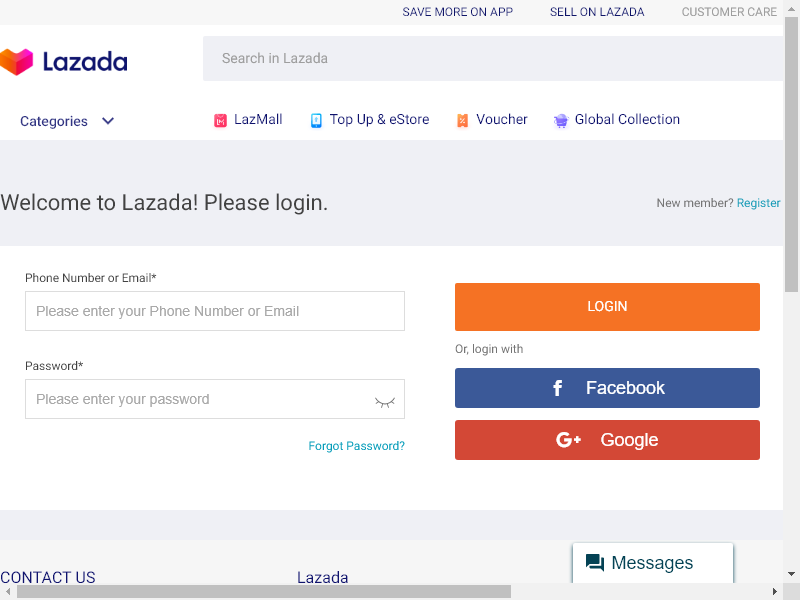 SAVE MORE ON APP SELL ON LAZADA CUSTOMER CARE
Lazada
Search in Lazada
Categories LazMall Top Up & eStore Voucher Global Collection
Welcome to Lazada! Please login.
New member? Register
Phone Number or Email*
Please enter your Phone Number or Email
Password*
Please enter your password
Forgot Password?
LOGIN
Or, login with
f Facebook
G+ Google
CONTACT US
Lazada
Messages